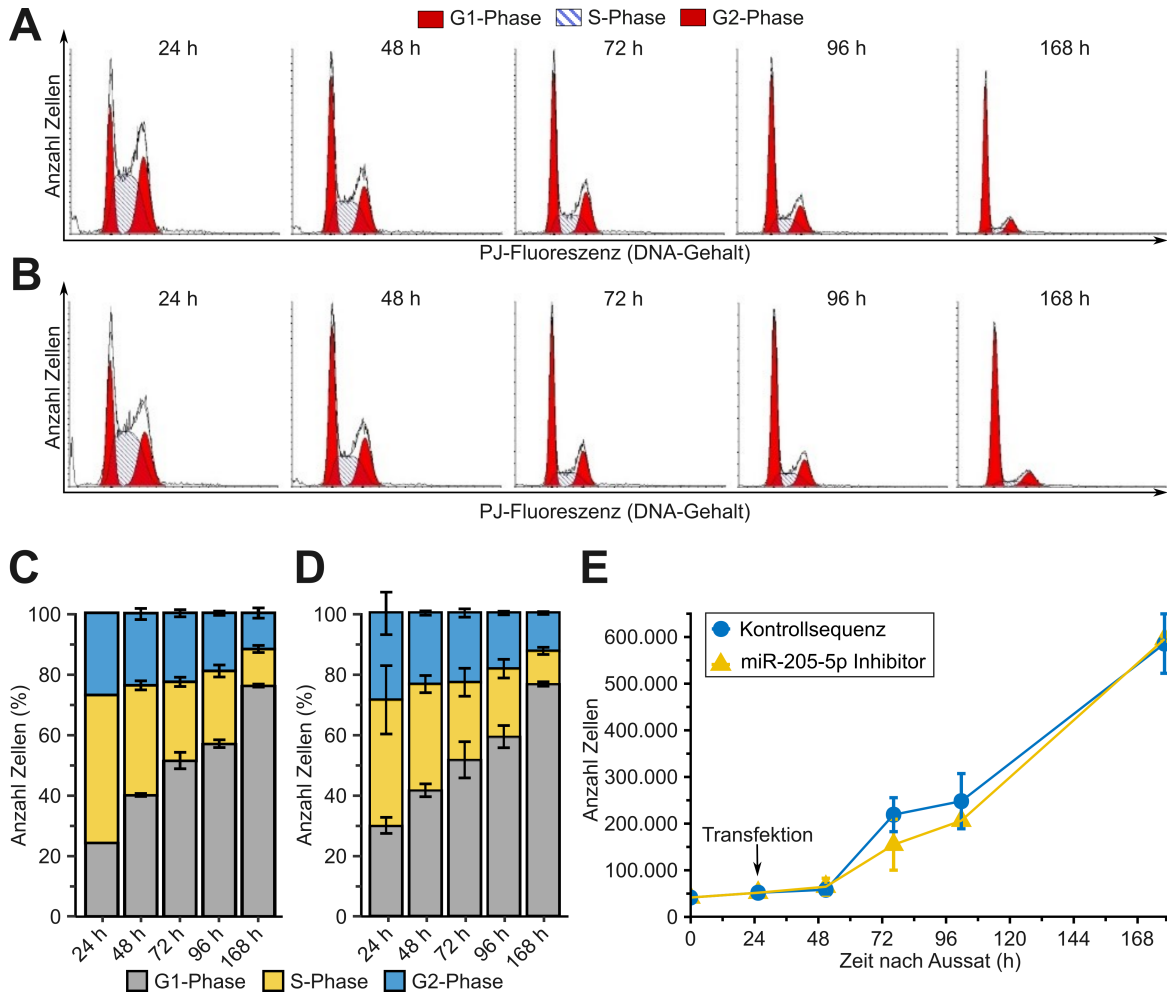 A
G1-Phase S-Phase G2-Phase
24 h 48 h 72 h 96 h 168 h
Anzahl Zellen
PJ-Fluoreszenz (DNA-Gehalt)
B
24 h 48 h 72 h 96 h 168 h
Anzahl Zellen
PJ-Fluoreszenz (DNA-Gehalt)
C
Anzahl Zellen (%)
100
80
60
40
20
0
24 h 48 h 72 h 96 h 168 h
D
Anzahl Zellen (%)
100
80
60
40
20
0
24 h 48 h 72 h 96 h 168 h
G1-Phase S-Phase G2-Phase
E
Kontrollsequenz
miR-205-5p Inhibitor
Anzahl Zellen
600.000
500.000
400.000
300.000
200.000
100.000
0
Transfektion
0 24 48 72 96 120 144 168
Zeit nach Aussat (h)